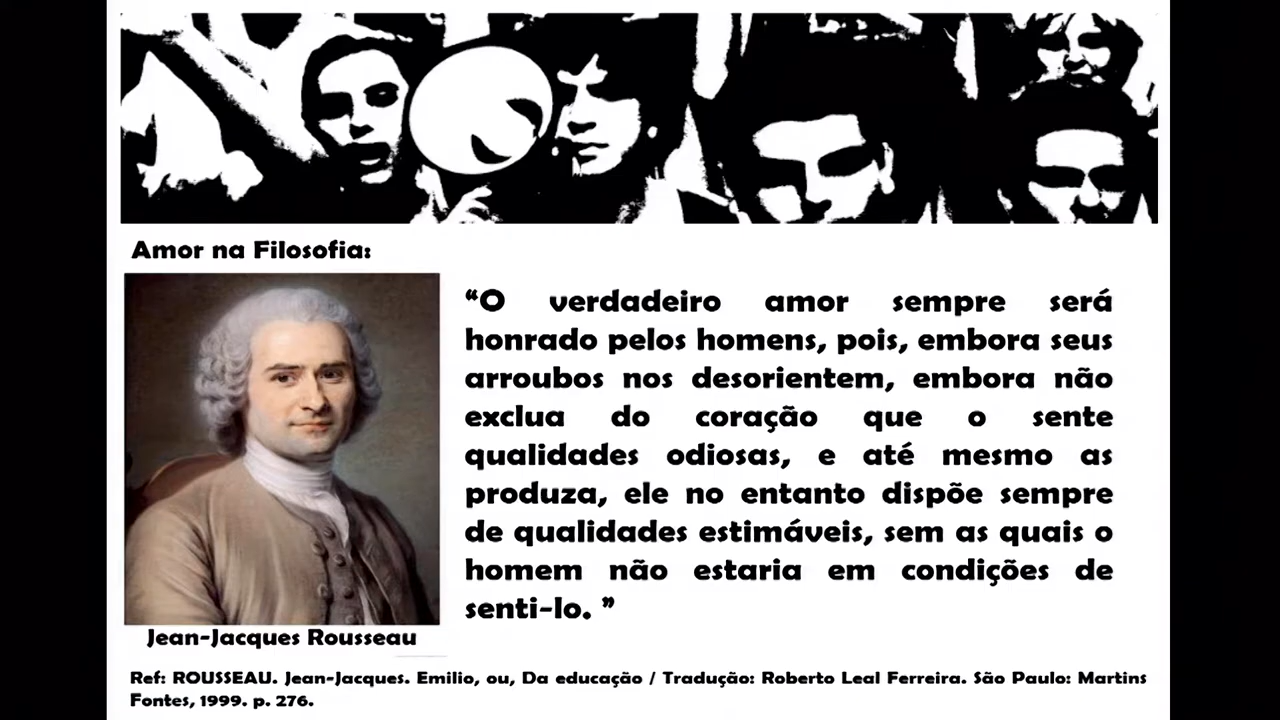 Amor na Filosofia:
“O verdadeiro amor sempre será
honrado pelos homens, pois, embora seus
arroubos nos desorientem, embora não
exclua do coração que o sente
qualidades odiosas, e até mesmo as
produza, ele no entanto dispõe sempre
de qualidades estimáveis, sem as quais o
homem não estaria em condições de
senti-lo. ”
Jean-Jacques Rousseau
Ref: ROUSSEAU. Jean-Jacques. Emilio, ou, Da educação / Tradução: Roberto Leal Ferreira. São Paulo: Martins
Fontes, 1999. p. 276.